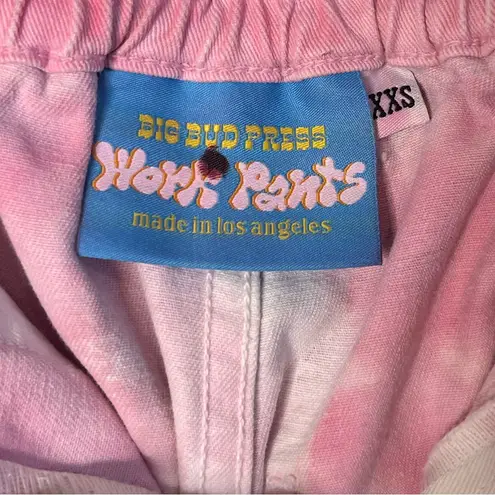 BIG BUD PRESS
Work Pants
made in los angeles
XXS